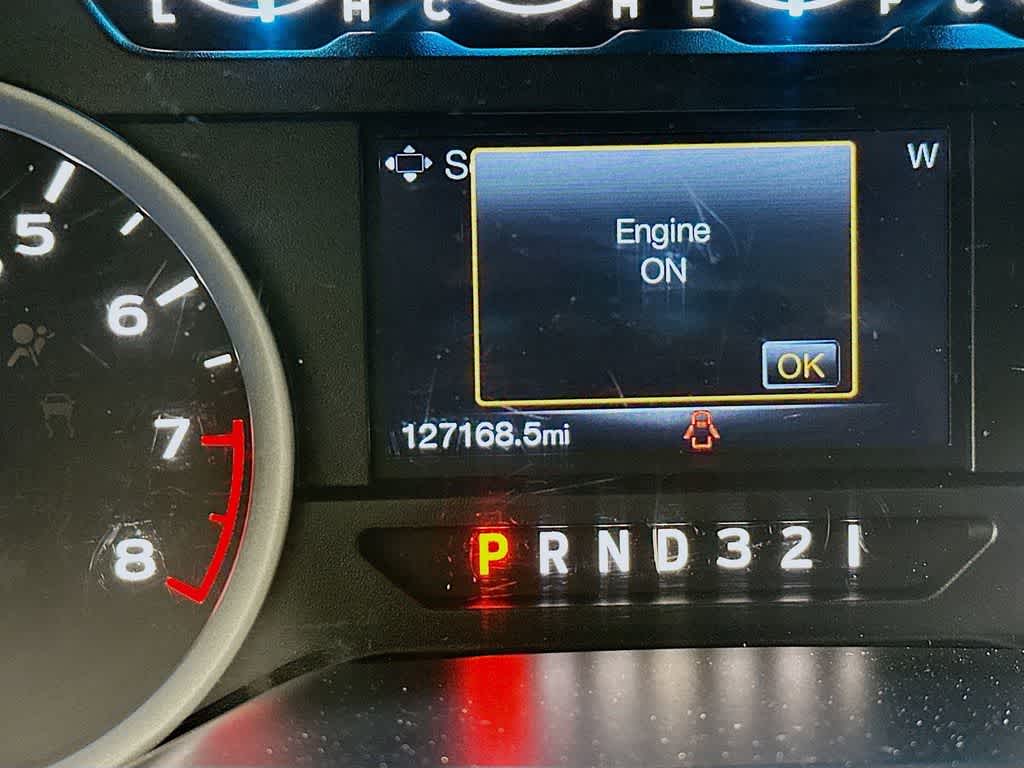 L H C H E F C
S
W
5
6
7
8
Engine
ON
OK
127168.5mi
P R N D 3 2 1